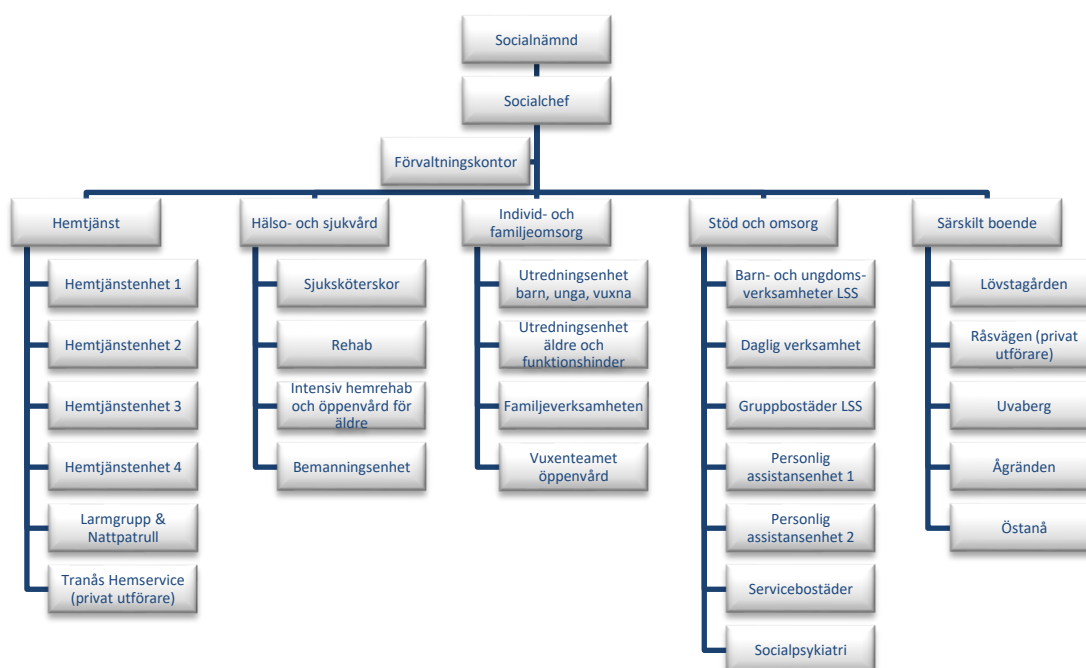 Socialnämnd
Socialchef
Förvaltningskontor
Hemtjänst
Hemtjänstenhet 1
Hemtjänstenhet 2
Hemtjänstenhet 3
Hemtjänstenhet 4
Larmgrupp &
Nattpatrull
Tranås Hemservice
(privat utförare)
Hälso- och sjukvård
Sjuksköterskor
Rehab
Intensiv hemrehab
och öppenvård för
äldre
Bemanningsenhet
Individ- och
familjeomsorg
Utredningsenhet
barn, unga, vuxna
Utredningsenhet
äldre och
funktionshinder
Familjeverksamheten
Vuxenteamet
öppenvård
Stöd och omsorg
Barn- och ungdoms-
verksamheter LSS
Daglig verksamhet
Gruppbostäder LSS
Personlig
assistansenhet 1
Personlig
assistansenhet 2
Servicebostäder
Socialpsykiatri
Särskilt boende
Lövstagården
Råsvägen (privat
utförare)
Uvaberg
Ågränden
Östanå